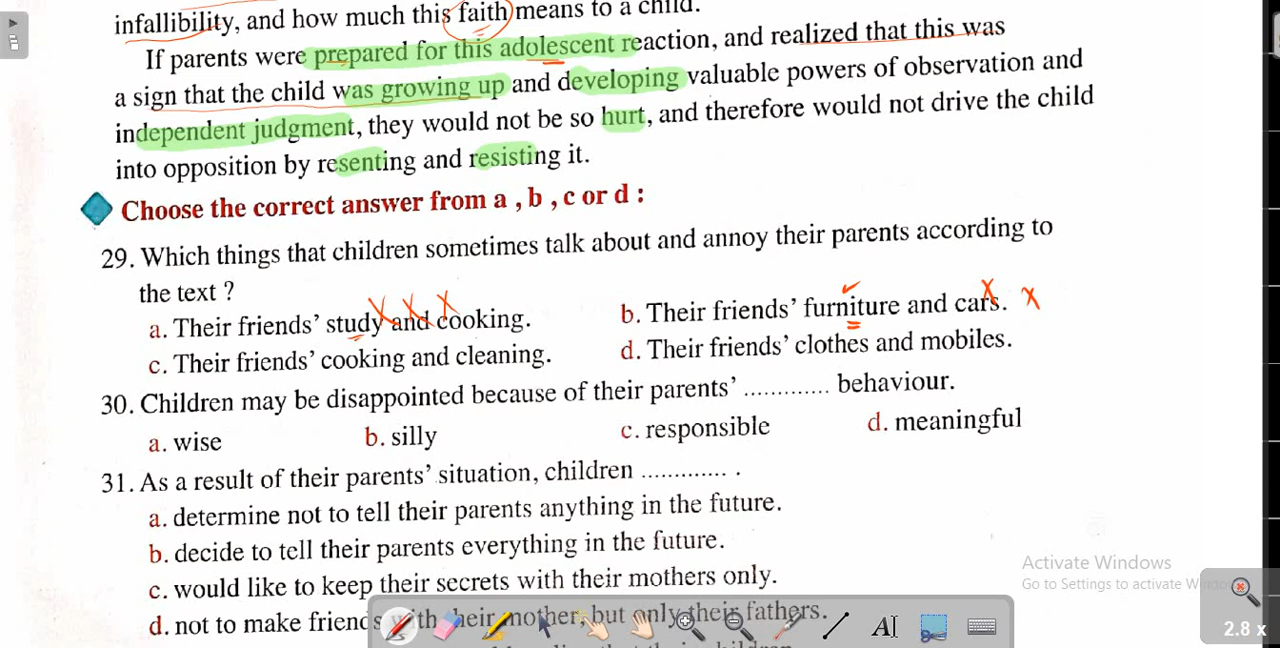 infallibility, and how much this faith means to a child.
If parents were prepared for this adolescent reaction, and realized that this was
a sign that the child was growing up and developing valuable powers of observation and
independent judgment, they would not be so hurt, and therefore would not drive the child
into opposition by resenting and resisting it.
Choose the correct answer from a , b , c or d :
29. Which things that children sometimes talk about and annoy their parents according to
the text ?
a. Their friends' study and cooking.
b. Their friends' furniture and cars.
c. Their friends' cooking and cleaning.
d. Their friends' clothes and mobiles.
30. Children may be disappointed because of their parents' ............. behaviour.
a. wise
b. silly
c. responsible
d. meaningful
31. As a result of their parents' situation, children ............. .
a. determine not to tell their parents anything in the future.
b. decide to tell their parents everything in the future.
c. would like to keep their secrets with their mothers only.
d. not to make friends with their mother, but only their fathers.
Activate Windows
Go to Settings to activate
AI
2.8 x